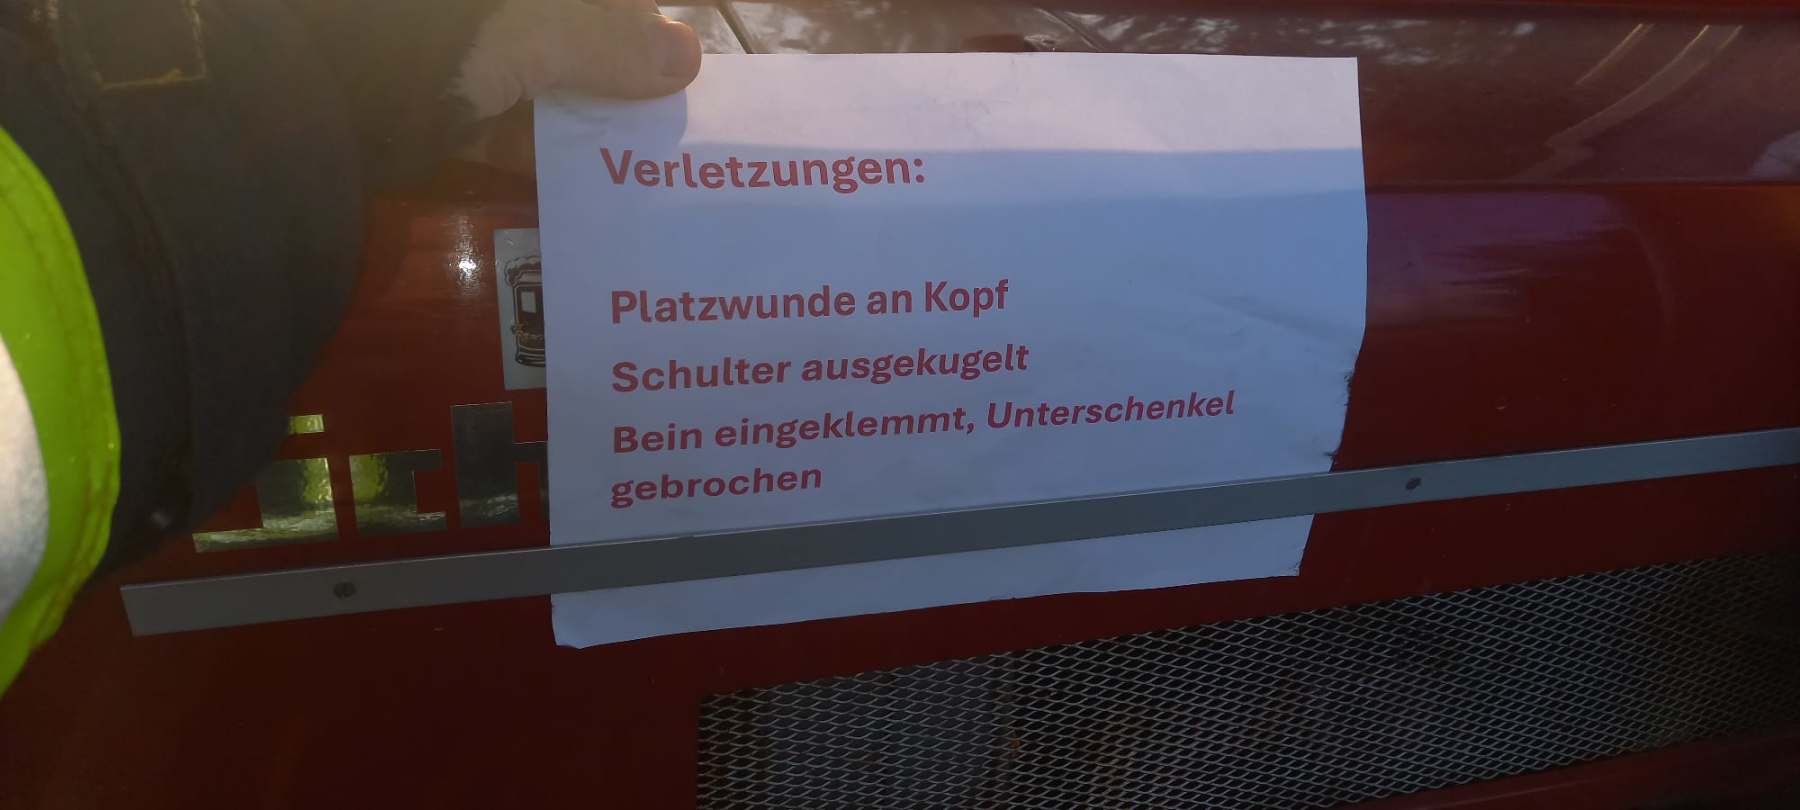 Verletzungen:
Platzwunde an Kopf
Schulter ausgekugelt
Bein eingeklemmt, Unterschenkel
gebrochen